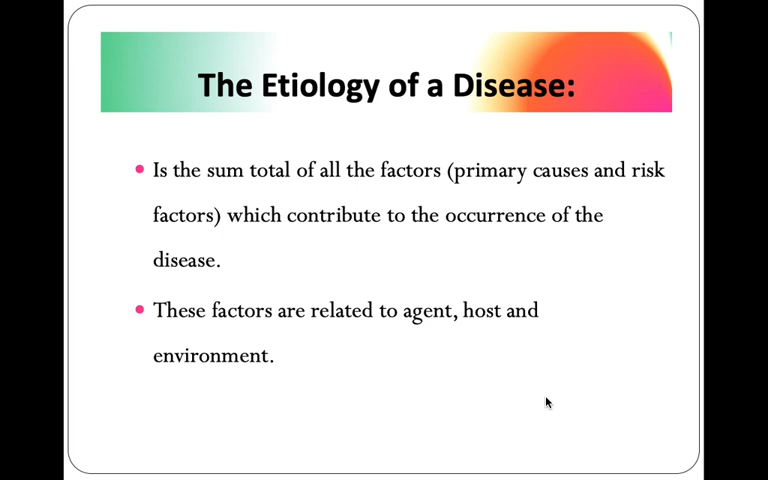 The Etiology of a Disease:
Is the sum total of all the factors (primary causes and risk
factors) which contribute to the occurrence of the
disease.
These factors are related to agent, host and
environment.